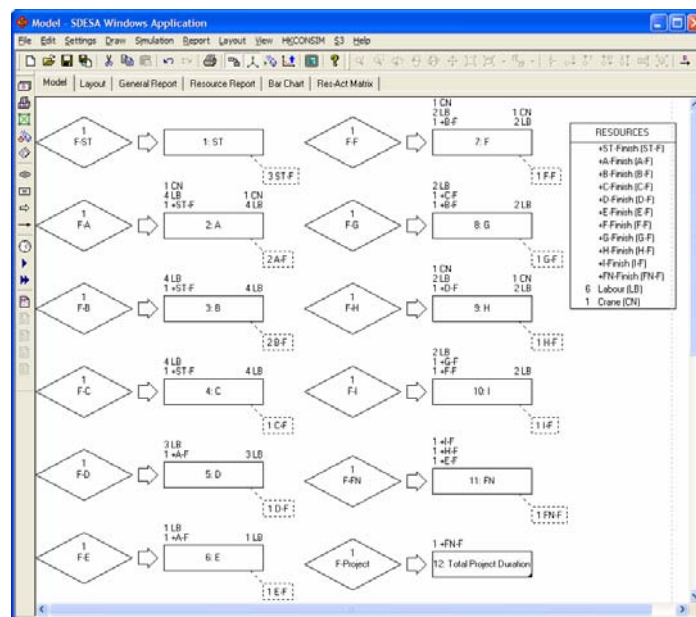 Model - SDESA Windows Application
File Edit Settings Draw Simulation Report Layout View HKCONSIM S3 Help
Model Layout General Report Resource Report Bar Chart Res-Act Matrix
1
F-ST
1: ST
3 ST-F
1
F-A
1 CN
4 LB
1 +ST-F
1 CN
4 LB
2: A
2 A-F
1
F-B
4 LB
1 +ST-F
4 LB
3: B
2 B-F
1
F-C
4 LB
1 +ST-F
4 LB
4: C
1 C-F
1
F-D
3 LB
1 +A-F
3 LB
5: D
1 D-F
1
F-E
1 LB
1 +A-F
1 LB
6: E
1 E-F
1
F-F
1 CN
2 LB
1 +B-F
1 CN
2 LB
7: F
1 F-F
1
F-G
2 LB
1 +C-F
1 +B-F
2 LB
8: G
1 G-F
1
F-H
1 CN
2 LB
1 +D-F
1 CN
2 LB
9: H
1 H-F
1
F-I
2 LB
1 +G-F
1 +F-F
2 LB
10: I
1 I-F
1
F-FN
1 +I-F
1 +H-F
1 +E-F
11: FN
1 FN-F
1
F-Project
1 +FN-F
12: Total Project Duration
RESOURCES
+ST-Finish (ST-F)
+A-Finish (A-F)
+B-Finish (B-F)
+C-Finish (C-F)
+D-Finish (D-F)
+E-Finish (E-F)
+F-Finish (F-F)
+G-Finish (G-F)
+H-Finish (H-F)
+I-Finish (I-F)
+FN-Finish (FN-F)
6 Labour (LB)
1 Crane (CN)